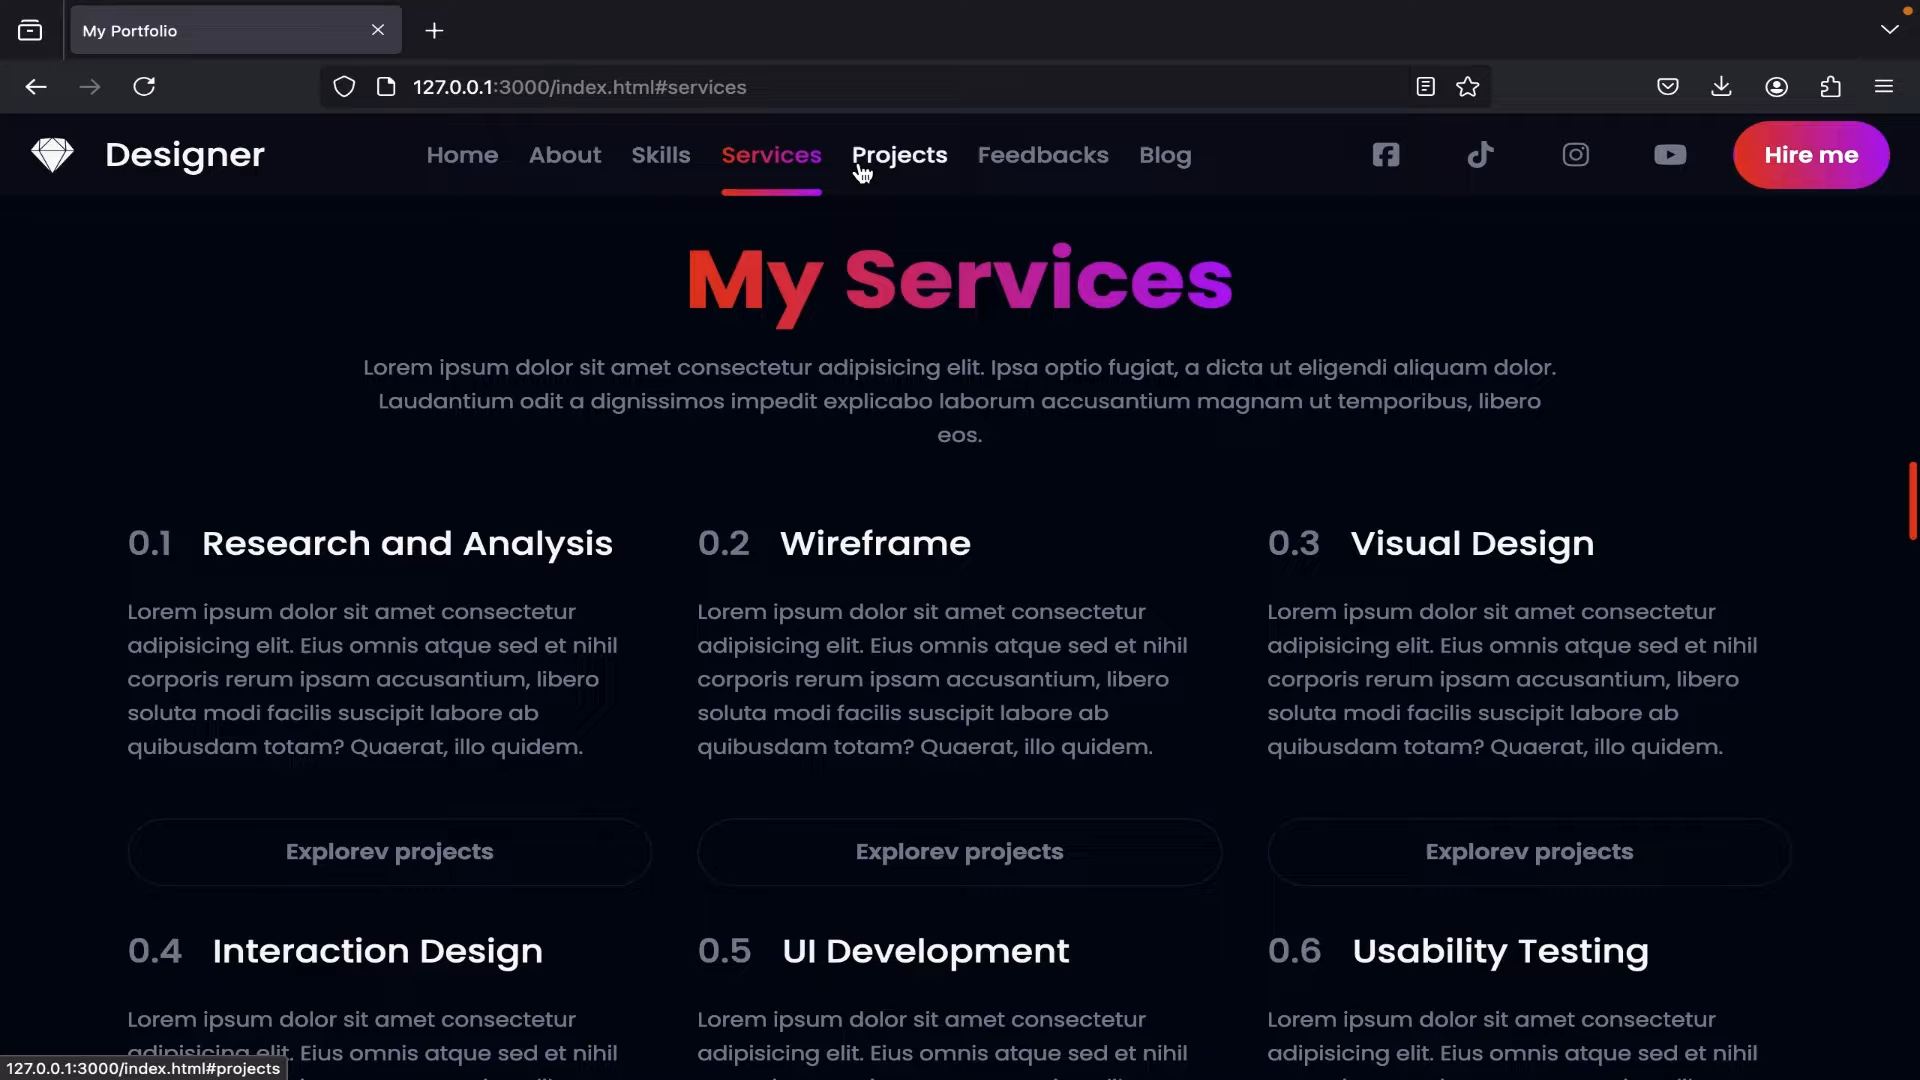 My Portfolio
127.0.0.1:3000/index.html#services
Designer
Home About Skills Services Projects Feedbacks Blog
Hire me
My Services
Lorem ipsum dolor sit amet consectetur adipisicing elit. Ipsa optio fugiat, a dicta ut eligendi aliquam dolor.
Laudantium odit a dignissimos impedit explicabo laborum accusantium magnam ut temporibus, libero
eos.
0.1 Research and Analysis
Lorem ipsum dolor sit amet consectetur
adipisicing elit. Eius omnis atque sed et nihil
corporis rerum ipsam accusantium, libero
soluta modi facilis suscipit labore ab
quibusdam totam? Quaerat, illo quidem.
Explorev projects
0.2 Wireframe
Lorem ipsum dolor sit amet consectetur
adipisicing elit. Eius omnis atque sed et nihil
corporis rerum ipsam accusantium, libero
soluta modi facilis suscipit labore ab
quibusdam totam? Quaerat, illo quidem.
Explorev projects
0.3 Visual Design
Lorem ipsum dolor sit amet consectetur
adipisicing elit. Eius omnis atque sed et nihil
corporis rerum ipsam accusantium, libero
soluta modi facilis suscipit labore ab
quibusdam totam? Quaerat, illo quidem.
Explorev projects
0.4 Interaction Design
Lorem ipsum dolor sit amet consectetur
adipisicing elit. Eius omnis atque sed et nihil
0.5 UI Development
Lorem ipsum dolor sit amet consectetur
adipisicing elit. Eius omnis atque sed et nihil
0.6 Usability Testing
Lorem ipsum dolor sit amet consectetur
adipisicing elit. Eius omnis atque sed et nihil
127.0.0.1:3000/index.html#projects